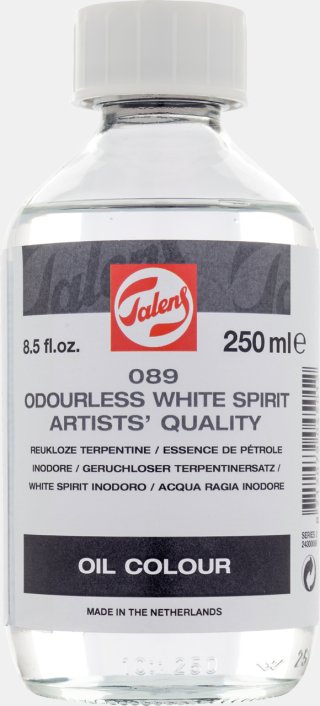 Talens
8.5 fl.oz.
250 ml e
089
ODOURLESS WHITE SPIRIT
ARTISTS' QUALITY
REUKLOZE TERPENTINE / ESSENCE DE PÉTROLE
INODORE / GERUCHLOSER TERPENTINERSATZ /
WHITE SPIRIT INODORO / ACQUA RAGIA INODORE
OIL COLOUR
MADE IN THE NETHERLANDS